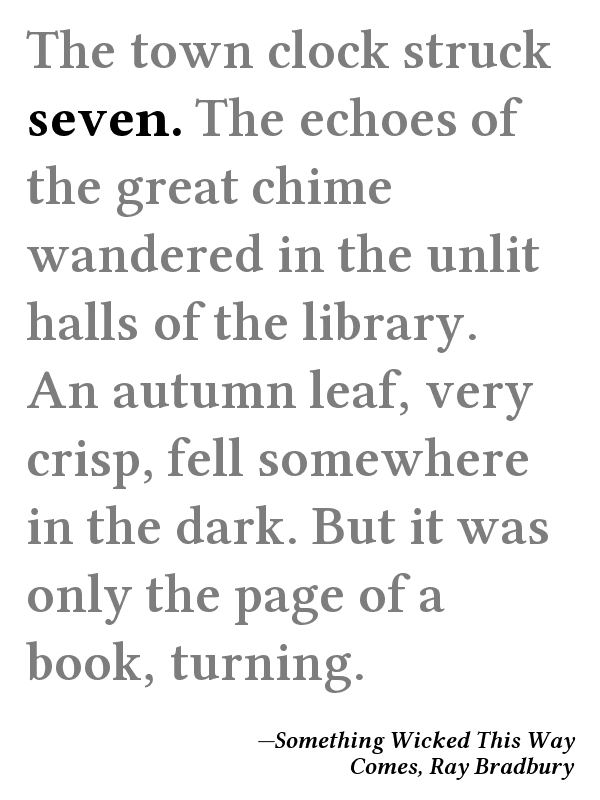 The town clock struck
seven. The echoes of
the great chime
wandered in the unlit
halls of the library.
An autumn leaf, very
crisp, fell somewhere
in the dark. But it was
only the page of a
book, turning.
—Something Wicked This Way
Comes, Ray Bradbury